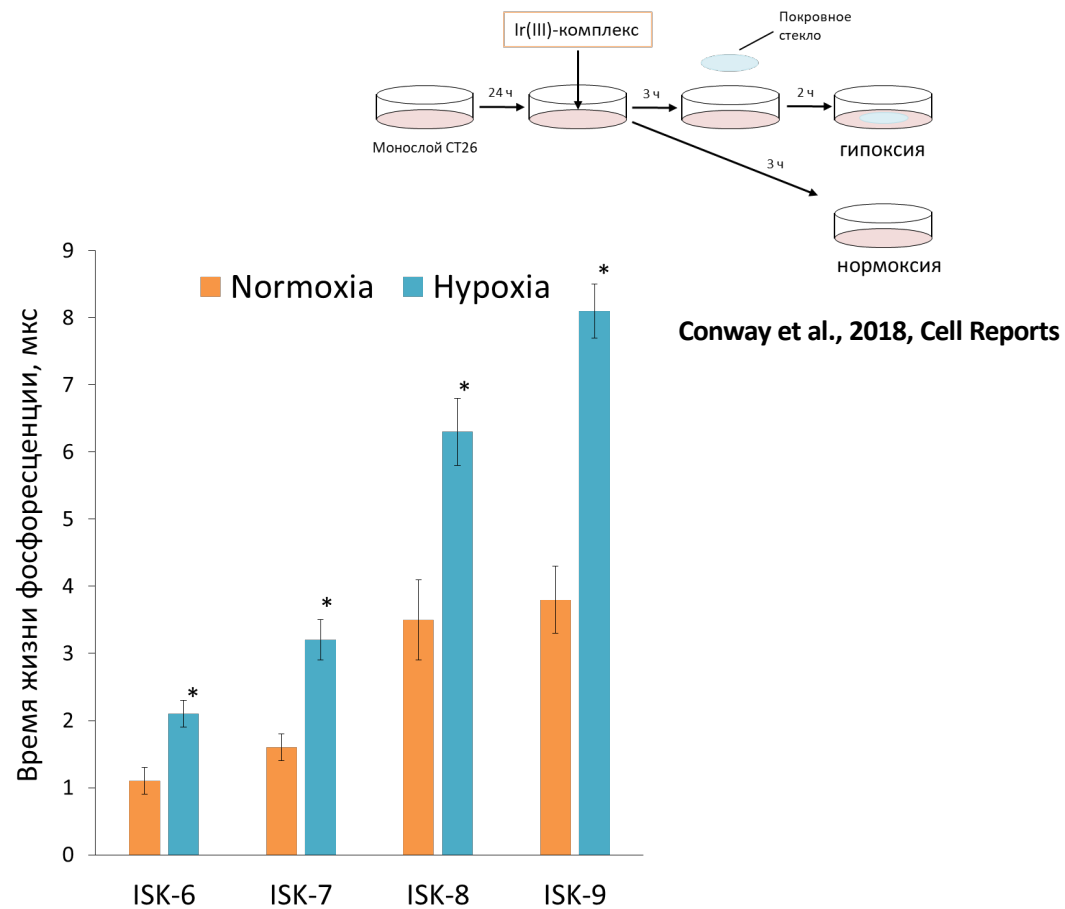 Ir(III)-комплекс
Покровное
стекло
24 ч
3 ч
2 ч
Монослой СТ26
гипоксия
3 ч
нормоксия
Conway et al., 2018, Cell Reports
Время жизни фосфоресценции, мкс
Normoxia
Hypoxia
9
8
7
6
5
4
3
2
1
0
*
*
*
*
ISK-6
ISK-7
ISK-8
ISK-9